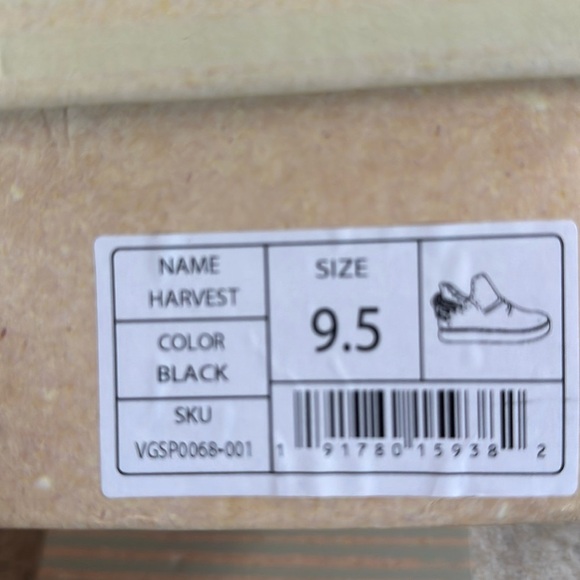 NAME
HARVEST
COLOR
BLACK
SKU
VGSP0068-001
SIZE
9.5
1 91780 15938 2